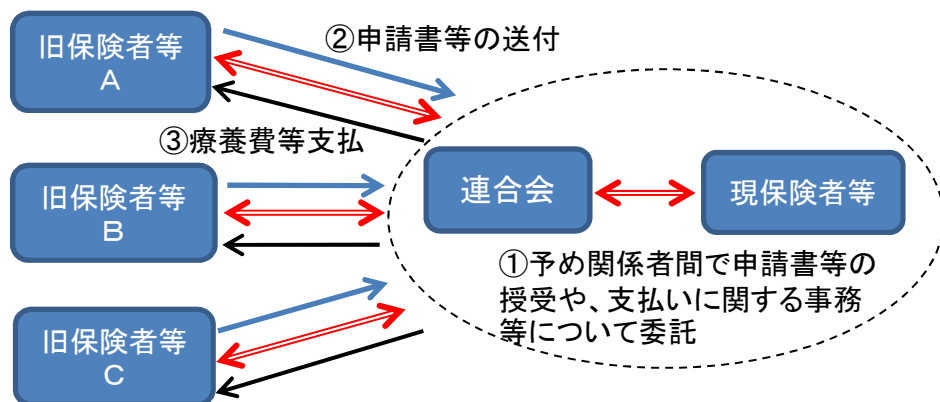 旧保険者等
A
②申請書等の送付
③療養費等支払
旧保険者等
B
連合会
現保険者等
①予め関係者間で申請書等の
授受や、支払いに関する事務
等について委託
旧保険者等
C